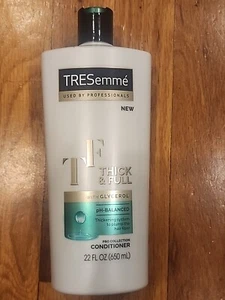 TRESemmé
USED BY PROFESSIONALS
NEW
TF
THICK
& FULL
with GLYCEROL
pH-BALANCED
PRO COLLECTION
CONDITIONER
22 FL OZ (650 mL)